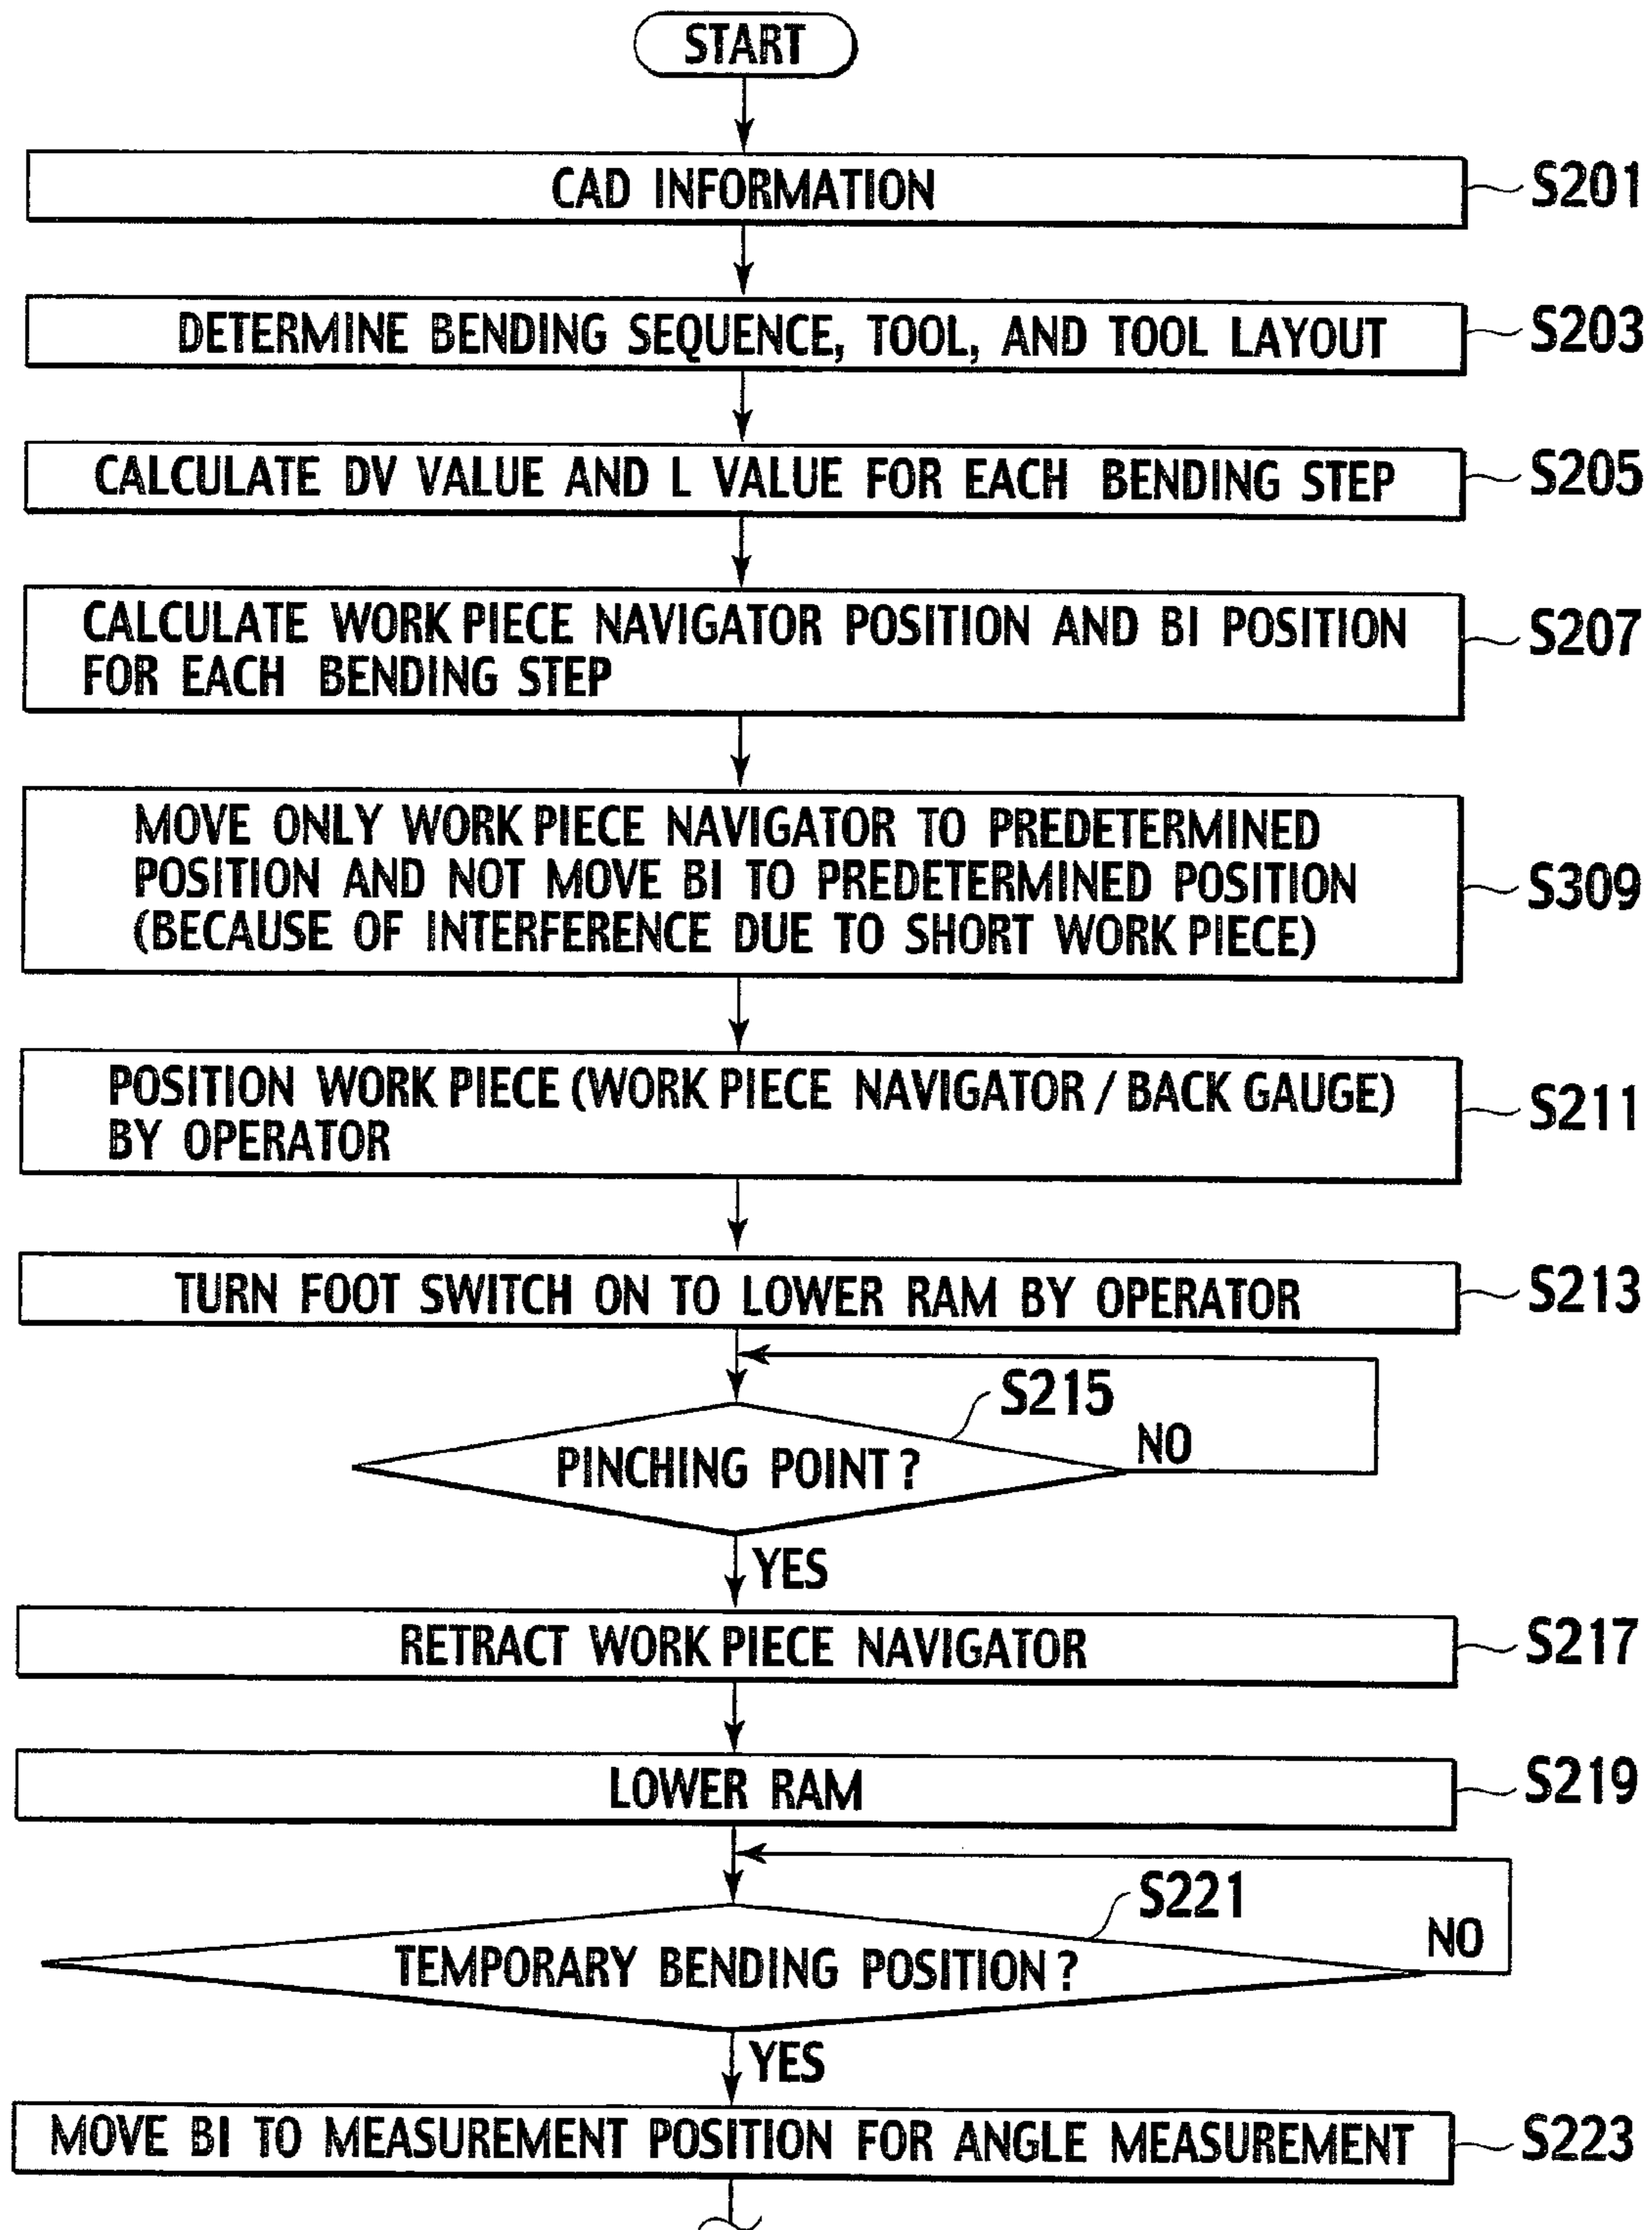 START
CAD INFORMATION
S201
DETERMINE BENDING SEQUENCE, TOOL, AND TOOL LAYOUT
S203
CALCULATE DV VALUE AND L VALUE FOR EACH BENDING STEP
S205
CALCULATE WORK PIECE NAVIGATOR POSITION AND BI POSITION
FOR EACH BENDING STEP
S207
MOVE ONLY WORK PIECE NAVIGATOR TO PREDETERMINED
POSITION AND NOT MOVE BI TO PREDETERMINED POSITION
(BECAUSE OF INTERFERENCE DUE TO SHORT WORK PIECE)
S309
POSITION WORK PIECE (WORK PIECE NAVIGATOR / BACK GAUGE)
BY OPERATOR
S211
TURN FOOT SWITCH ON TO LOWER RAM BY OPERATOR
S213
S215
PINCHING POINT?
NO
YES
RETRACT WORK PIECE NAVIGATOR
S217
LOWER RAM
S219
S221
TEMPORARY BENDING POSITION?
NO
YES
MOVE BI TO MEASUREMENT POSITION FOR ANGLE MEASUREMENT
S223